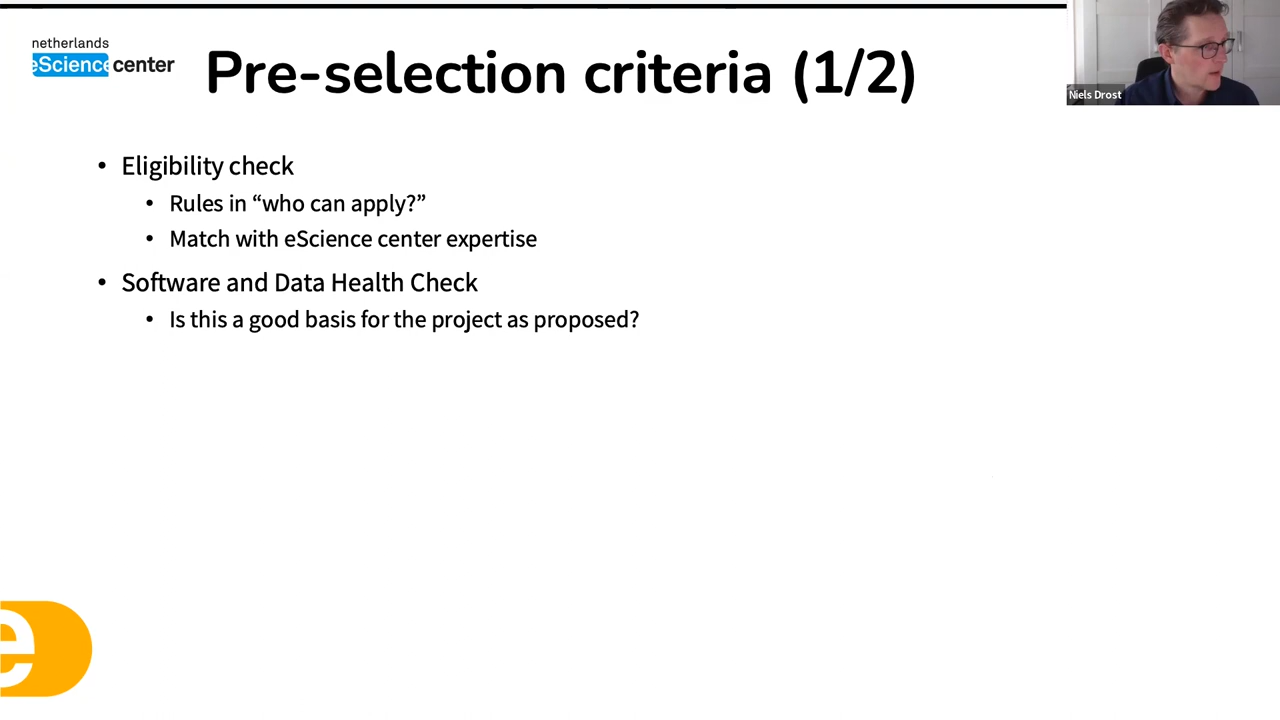 netherlands
eScience center
Pre-selection criteria (1/2)
Niels Drost
• Eligibility check
• Rules in “who can apply?”
• Match with eScience center expertise
• Software and Data Health Check
• Is this a good basis for the project as proposed?
e